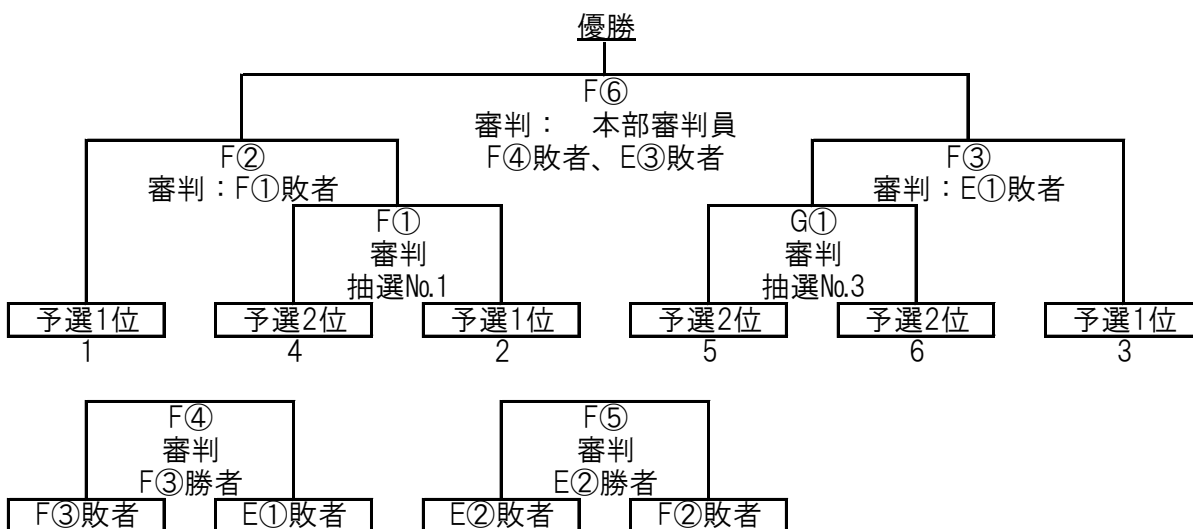 優勝
F⑥
審判： 本部審判員
F④敗者、E③敗者
F② F③
審判：F①敗者 審判：E①敗者
F① G①
審判 審判
抽選№1 抽選№3
予選1位 予選2位 予選1位 予選2位 予選2位 予選1位
1 4 2 5 6 3
F④ F⑤
審判 審判
F③勝者 E②勝者
F③敗者 E①敗者 E②敗者 F②敗者